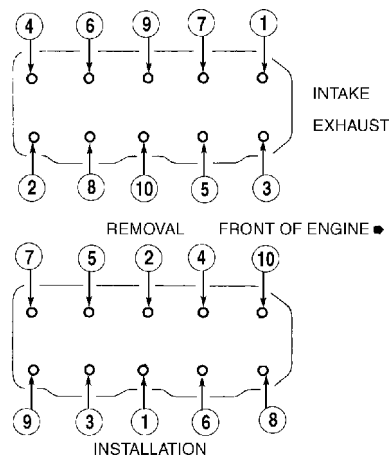 4 6 9 7 1
INTAKE
EXHAUST
2 8 10 5 3
REMOVAL FRONT OF ENGINE
7 5 2 4 10
9 3 1 6 8
INSTALLATION